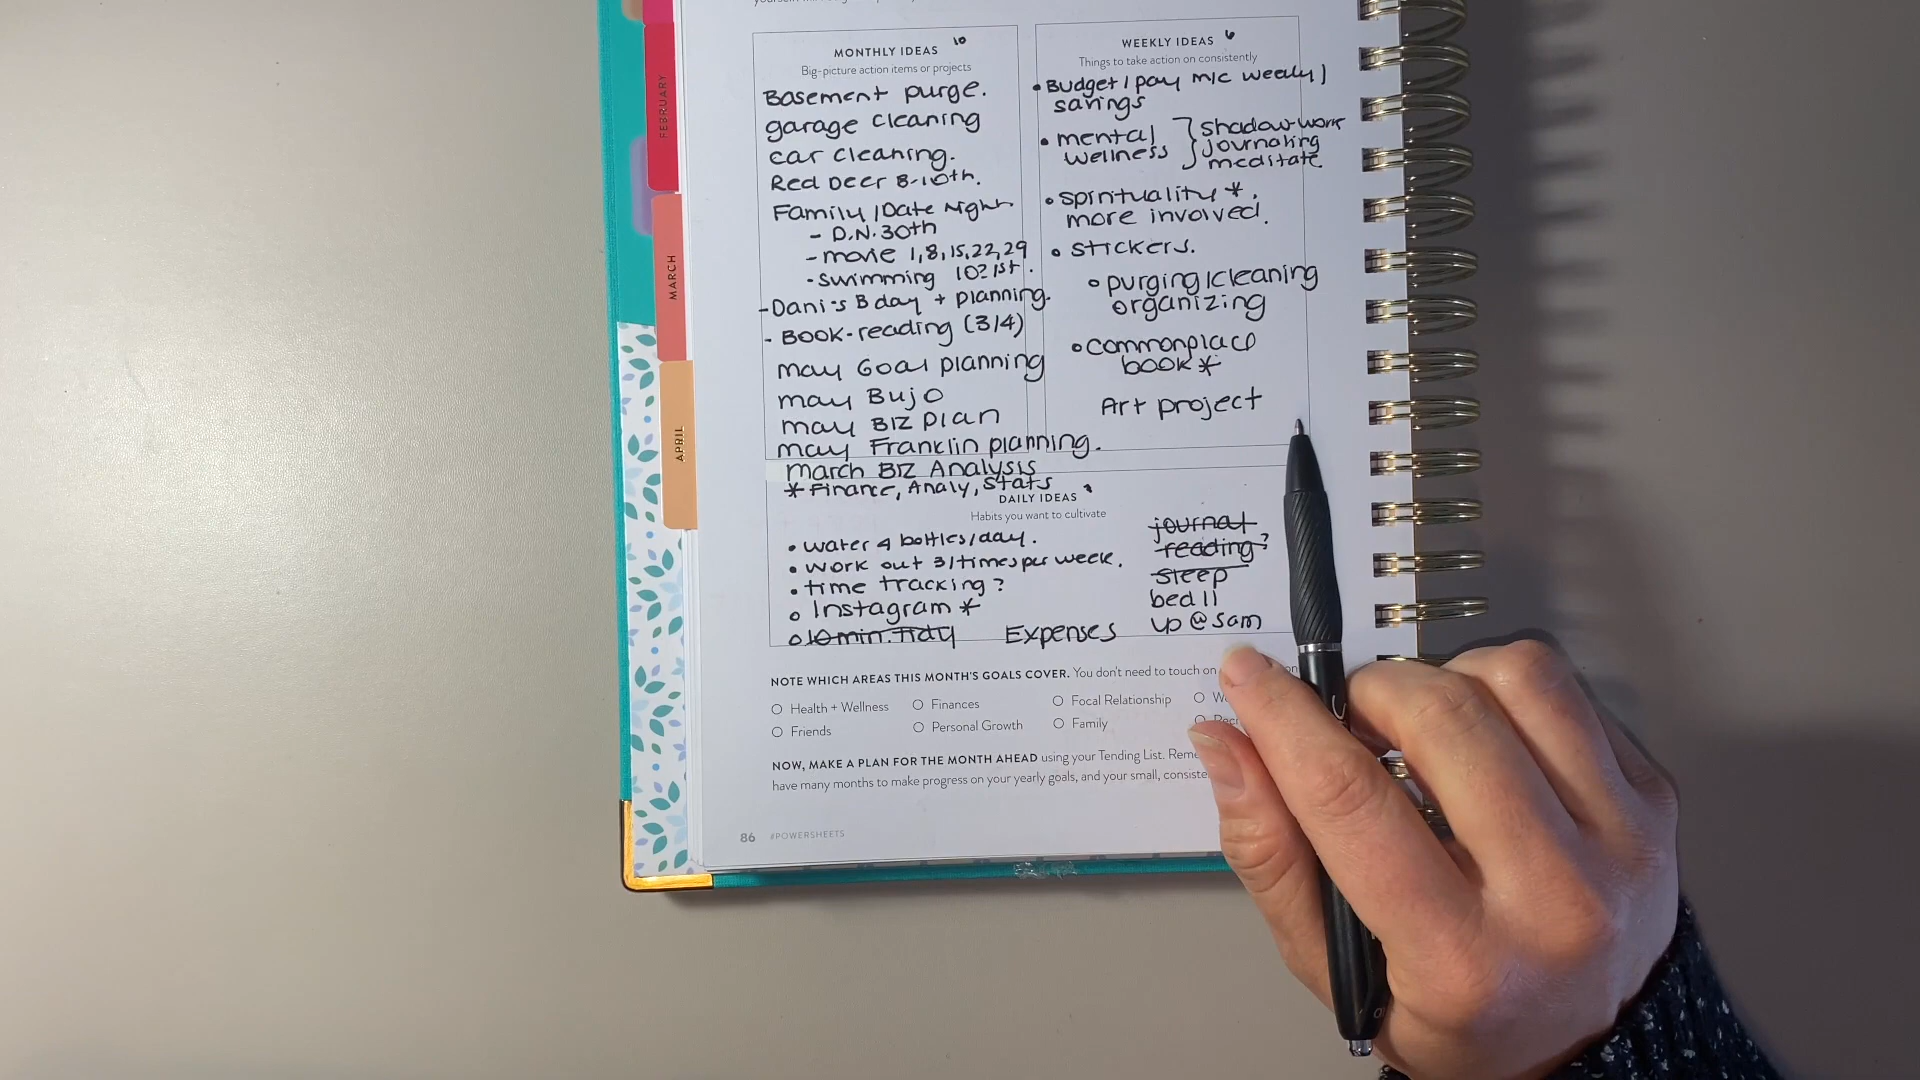 FEBRUARY
MARCH
APRIL
MONTHLY IDEAS 10
Big-picture action items or projects
Basement purge.
garage cleaning
car cleaning.
Red Deer 8-10th.
Family / Date Night
- D.N. 30th
- movie 1,8,15,22,29
- Swimming 10? 1st.
- Dani's B day + planning.
- Book-reading (3/4)
may Goal planning
may Bujo
may BIZ plan
may Franklin planning.
march BIZ Analysis
* Finance, Analy, Stats
WEEKLY IDEAS 6
Things to take action on consistently
• Budget / pay m/c weekly /
savings
• mental wellness } shadow-work
journaling
meditate
• spirituality *.
more involved.
• stickers.
• purging/cleaning
organizing
• commonplace
book *
Art project
DAILY IDEAS
Habits you want to cultivate
• water 4 bottles/day.
• work out 3/times per week.
• time tracking?
• Instagram *
• 10 min. Tidy
Expenses
journal
reading?
sleep
bed 11
up @ 5am
NOTE WHICH AREAS THIS MONTH'S GOALS COVER. You don't need to touch on
Health + Wellness Finances Focal Relationship
Friends Personal Growth Family
NOW, MAKE A PLAN FOR THE MONTH AHEAD using your Tending List.
have many months to make progress on your yearly goals, and your small,
86 #POWERSHEETS